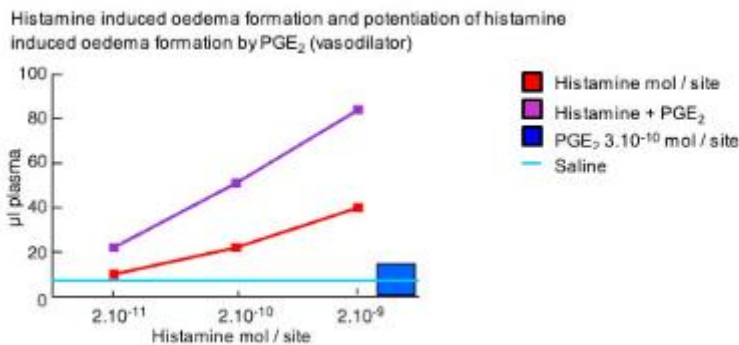 Histamine induced oedema formation and potentiation of histamine
induced oedema formation by PGE₂ (vasodilator)
100
80
60
40
20
0
µl plasma
2.10⁻¹¹
2.10⁻¹⁰
2.10⁻⁹
Histamine mol / site
Histamine mol / site
Histamine + PGE₂
PGE₂ 3.10⁻¹⁰ mol / site
Saline